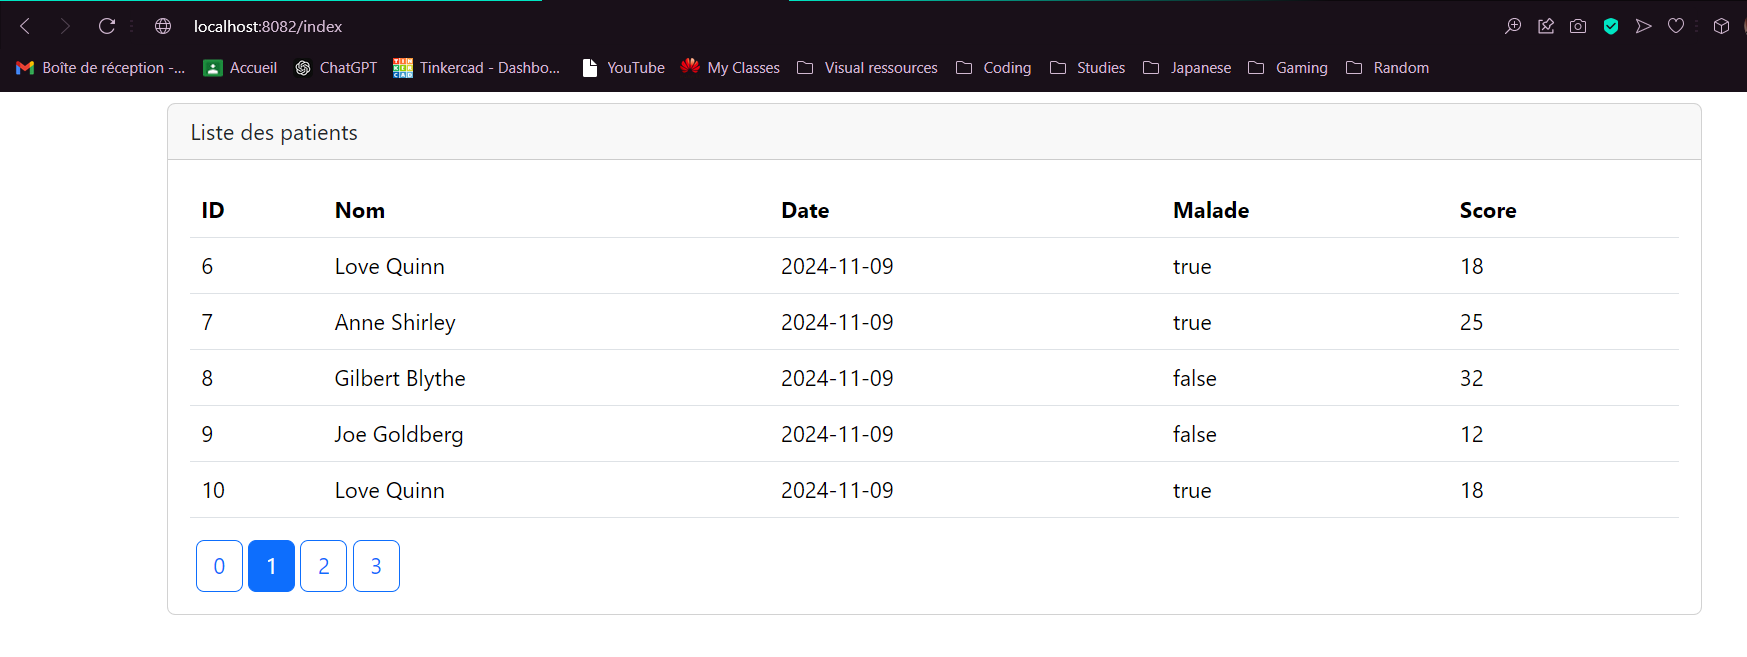 localhost:8082/index
Boîte de réception -... Accueil ChatGPT Tinkercad - Dashbo... YouTube My Classes Visual ressources Coding Studies Japanese Gaming Random
Liste des patients
ID Nom Date Malade Score
6 Love Quinn 2024-11-09 true 18
7 Anne Shirley 2024-11-09 true 25
8 Gilbert Blythe 2024-11-09 false 32
9 Joe Goldberg 2024-11-09 false 12
10 Love Quinn 2024-11-09 true 18
0 1 2 3